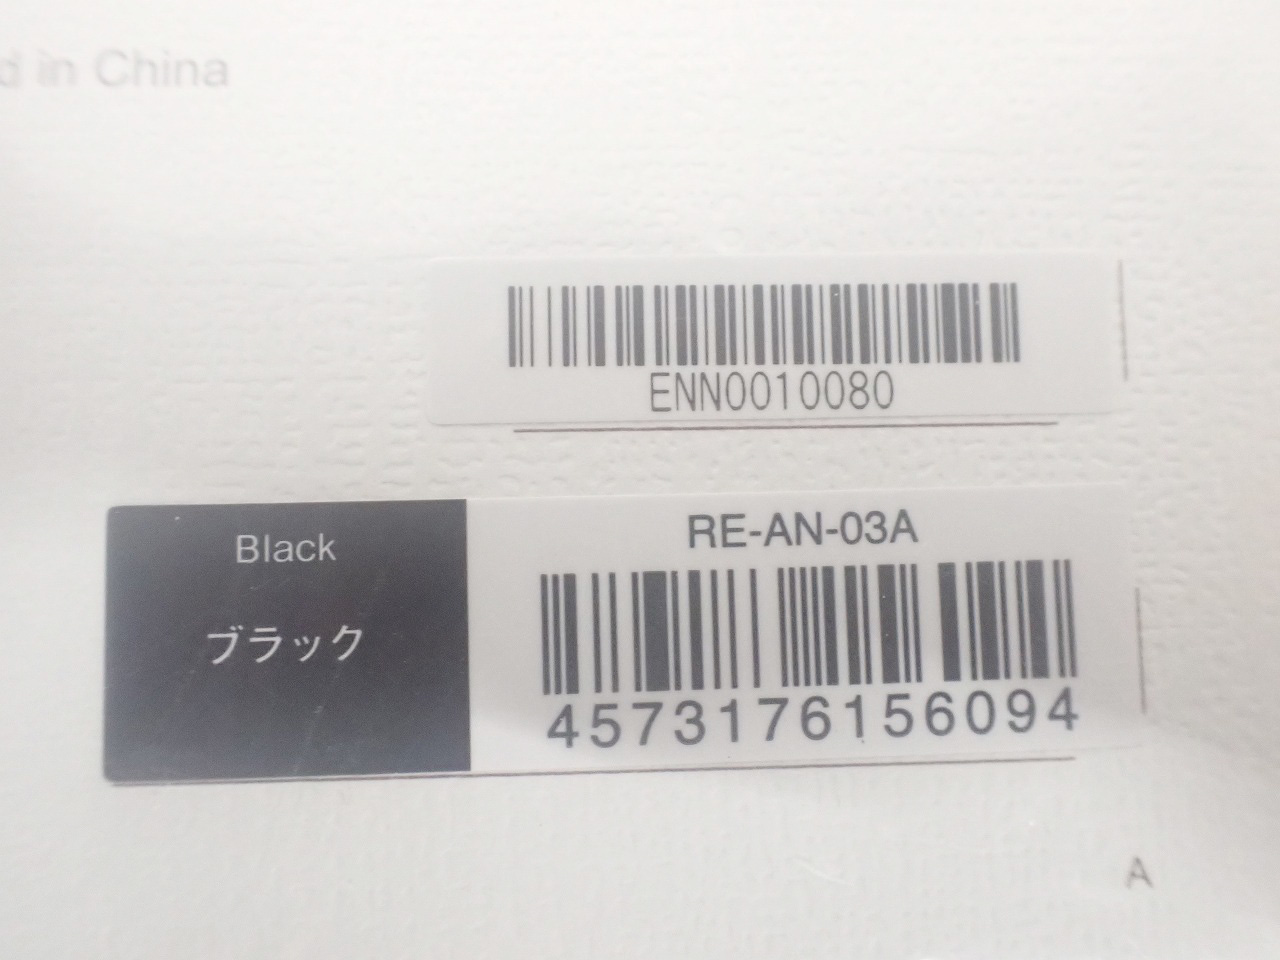 in China
ENN0010080
Black
ブラック
RE-AN-03A
4573176156094
A